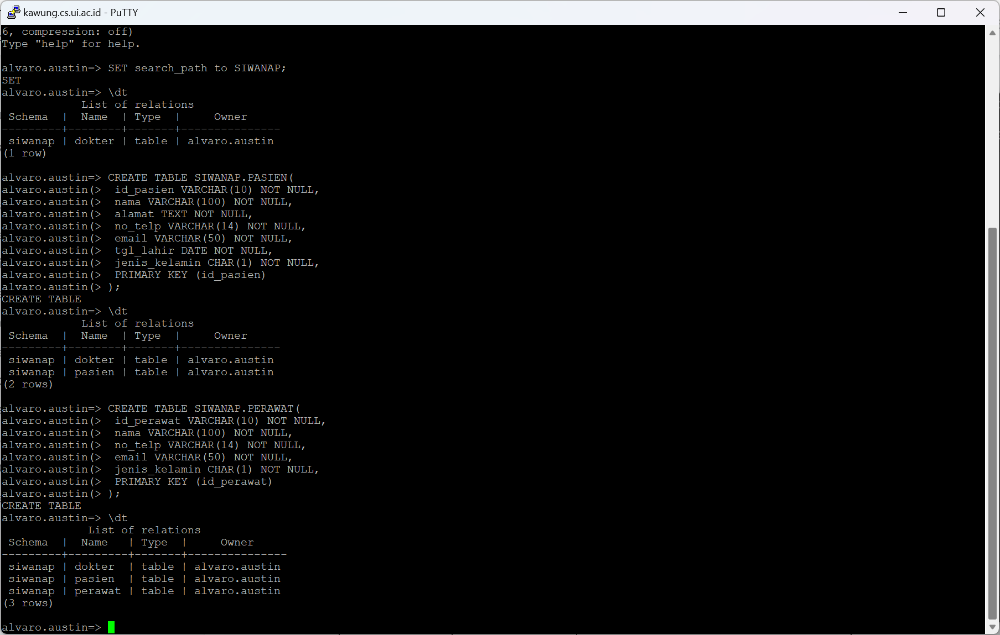 kawung.cs.ui.ac.id - PuTTY
6, compression: off)
Type "help" for help.
alvaro.austin=> SET search_path to SIWANAP;
SET
alvaro.austin=> \dt
           List of relations
 Schema  |  Name  | Type  |     Owner
---------+--------+-------+---------------
 siwanap | dokter | table | alvaro.austin
(1 row)
alvaro.austin=> CREATE TABLE SIWANAP.PASIEN(
alvaro.austin(>  id_pasien VARCHAR(10) NOT NULL,
alvaro.austin(>  nama VARCHAR(100) NOT NULL,
alvaro.austin(>  alamat TEXT NOT NULL,
alvaro.austin(>  no_telp VARCHAR(14) NOT NULL,
alvaro.austin(>  email VARCHAR(50) NOT NULL,
alvaro.austin(>  tgl_lahir DATE NOT NULL,
alvaro.austin(>  jenis_kelamin CHAR(1) NOT NULL,
alvaro.austin(>  PRIMARY KEY (id_pasien)
alvaro.austin(> );
CREATE TABLE
alvaro.austin=> \dt
           List of relations
 Schema  |  Name  | Type  |     Owner
---------+--------+-------+---------------
 siwanap | dokter | table | alvaro.austin
 siwanap | pasien | table | alvaro.austin
(2 rows)
alvaro.austin=> CREATE TABLE SIWANAP.PERAWAT(
alvaro.austin(>  id_perawat VARCHAR(10) NOT NULL,
alvaro.austin(>  nama VARCHAR(100) NOT NULL,
alvaro.austin(>  no_telp VARCHAR(14) NOT NULL,
alvaro.austin(>  email VARCHAR(50) NOT NULL,
alvaro.austin(>  jenis_kelamin CHAR(1) NOT NULL,
alvaro.austin(>  PRIMARY KEY (id_perawat)
alvaro.austin(> );
CREATE TABLE
alvaro.austin=> \dt
            List of relations
 Schema  |  Name   | Type  |     Owner
---------+---------+-------+---------------
 siwanap | dokter  | table | alvaro.austin
 siwanap | pasien  | table | alvaro.austin
 siwanap | perawat | table | alvaro.austin
(3 rows)
alvaro.austin=>